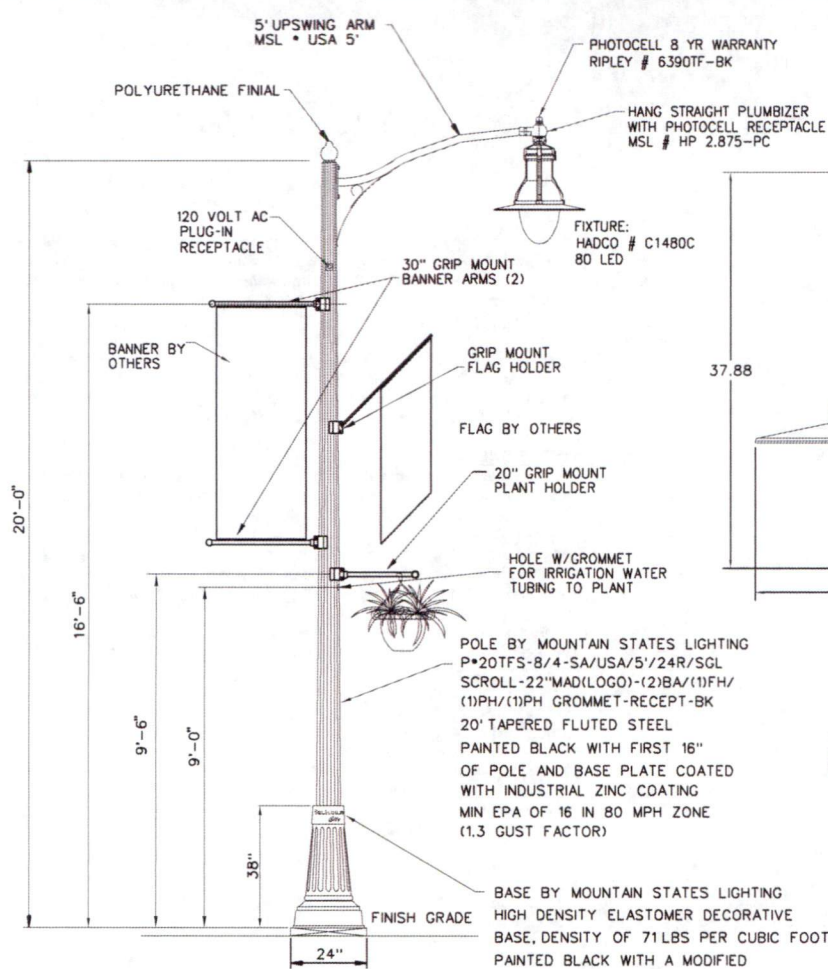 5' UPSWING ARM
MSL * USA 5'
PHOTOCELL 8 YR WARRANTY
RIPLEY # 6390TF-BK
POLYURETHANE FINIAL
HANG STRAIGHT PLUMBIZER
WITH PHOTOCELL RECEPTACLE
MSL # HP 2.875-PC
120 VOLT AC
PLUG-IN
RECEPTACLE
FIXTURE:
HADCO # C1480C
80 LED
30" GRIP MOUNT
BANNER ARMS (2)
BANNER BY
OTHERS
GRIP MOUNT
FLAG HOLDER
37.88
FLAG BY OTHERS
20" GRIP MOUNT
PLANT HOLDER
20'-0"
HOLE W/GROMMET
FOR IRRIGATION WATER
TUBING TO PLANT
16'-6"
POLE BY MOUNTAIN STATES LIGHTING
P*20TFS-8/4-SA/USA/5'/24R/SGL
SCROLL-22"MAD(LOGO)-(2)BA/(1)FH/
(1)PH/(1)PH GROMMET-RECEPT-BK
20' TAPERED FLUTED STEEL
PAINTED BLACK WITH FIRST 16"
OF POLE AND BASE PLATE COATED
WITH INDUSTRIAL ZINC COATING
MIN EPA OF 16 IN 80 MPH ZONE
(1.3 GUST FACTOR)
9'-6"
9'-0"
38"
BASE BY MOUNTAIN STATES LIGHTING
FINISH GRADE
HIGH DENSITY ELASTOMER DECORATIVE
BASE, DENSITY OF 71 LBS PER CUBIC FOOT
24"
PAINTED BLACK WITH A MODIFIED